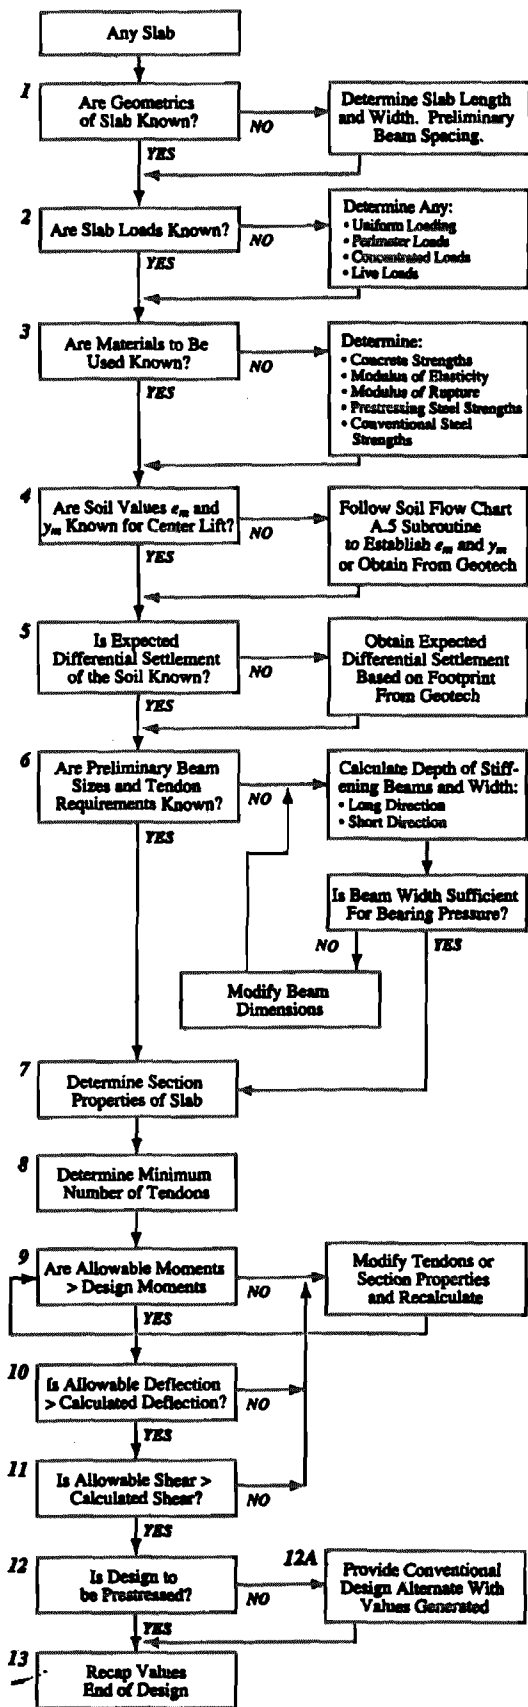 Any Slab
1
Are Geometrics
of Slab Known?
NO
Determine Slab Length
and Width. Preliminary
Beam Spacing.
YES
2
Are Slab Loads Known?
NO
Determine Any:
• Uniform Loading
• Perimeter Loads
• Concentrated Loads
• Live Loads
YES
3
Are Materials to Be
Used Known?
NO
Determine:
• Concrete Strengths
• Modulus of Elasticity
• Modulus of Rupture
• Prestressing Steel Strengths
• Conventional Steel
Strengths
YES
4
Are Soil Values eₘ and
yₘ Known for Center Lift?
NO
Follow Soil Flow Chart
A.5 Subroutine
to Establish eₘ and yₘ
or Obtain From Geotech
YES
5
Is Expected
Differential Settlement
of the Soil Known?
NO
Obtain Expected
Differential Settlement
Based on Footprint
From Geotech
YES
6
Are Preliminary Beam
Sizes and Tendon
Requirements Known?
NO
Calculate Depth of Stiff-
ening Beams and Width:
• Long Direction
• Short Direction
YES
Is Beam Width Sufficient
For Bearing Pressure?
NO
YES
Modify Beam
Dimensions
7
Determine Section
Properties of Slab
8
Determine Minimum
Number of Tendons
9
Are Allowable Moments
> Design Moments
NO
Modify Tendons or
Section Properties
and Recalculate
YES
10
Is Allowable Deflection
> Calculated Deflection?
NO
YES
11
Is Allowable Shear >
Calculated Shear?
NO
YES
12
Is Design to
be Prestressed?
NO
12A
Provide Conventional
Design Alternate With
Values Generated
YES
13
Recap Values
End of Design